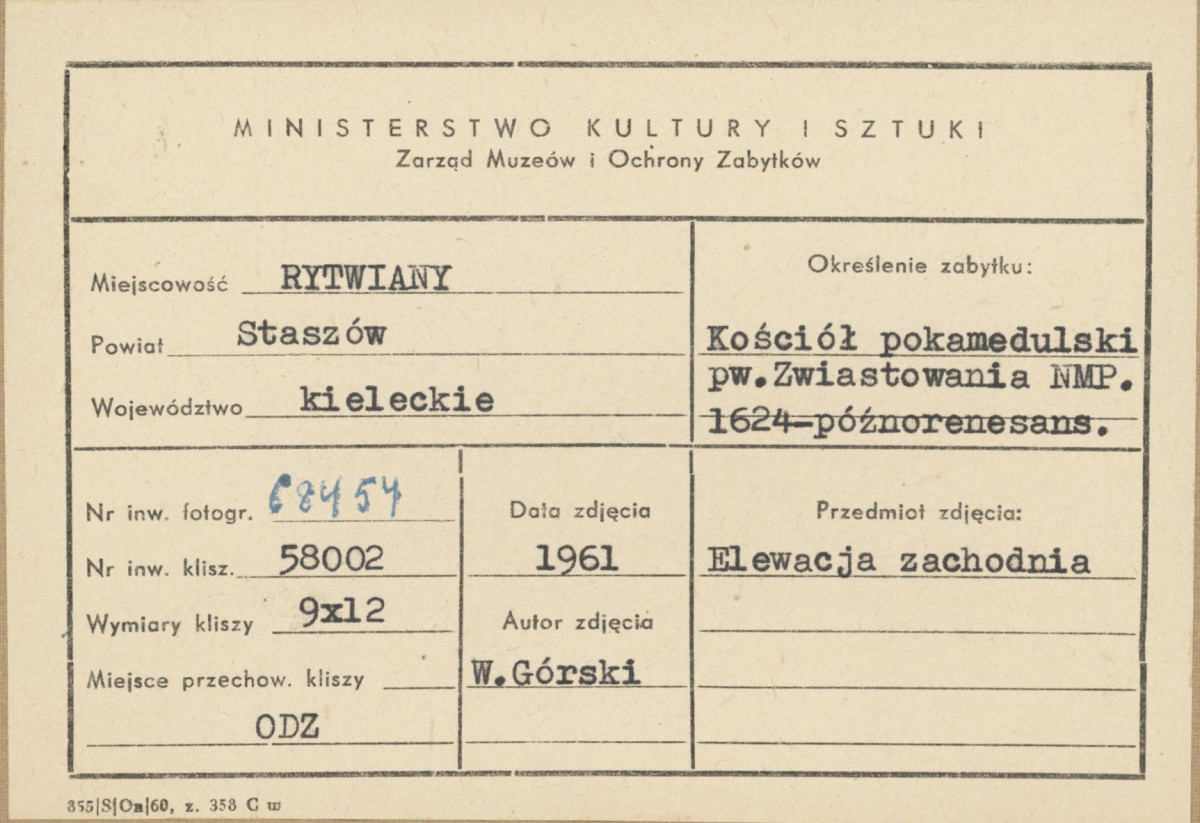 MINISTERSTWO KULTURY I SZTUKI
Zarząd Muzeów i Ochrony Zabytków
Miejscowość RYTWIANY
Powiat Staszów
Województwo kieleckie
Określenie zabytku:
Kościół pokamedulski
pw.Zwiastowania NMP.
1624-późnorenesans.
Nr inw. fotogr. 68454
Nr inw. klisz. 58002
Wymiary kliszy 9x12
Miejsce przechow. kliszy
ODZ
Data zdjęcia
1961
Autor zdjęcia
W.Górski
Przedmiot zdjęcia:
Elewacja zachodnia
355|S|On|60, z. 358 C w